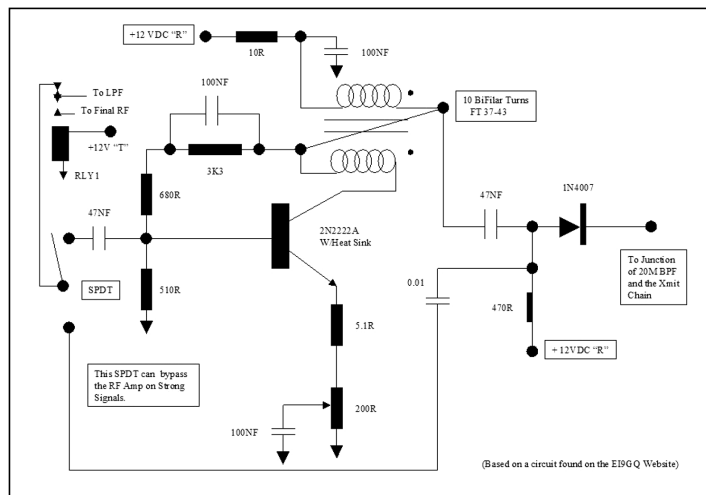 +12 VDC “R”
10R
100NF
To LPF
To Final RF
+12V “T”
RLY1
100NF
3K3
10 BiFilar Turns
FT 37-43
680R
47NF
2N2222A
W/Heat Sink
47NF
1N4007
SPDT
510R
0.01
470R
To Junction
of 20M BPF
and the Xmit
Chain
5.1R
+ 12VDC “R”
This SPDT can bypass
the RF Amp on Strong
Signals.
200R
100NF
(Based on a circuit found on the EI9GQ Website)